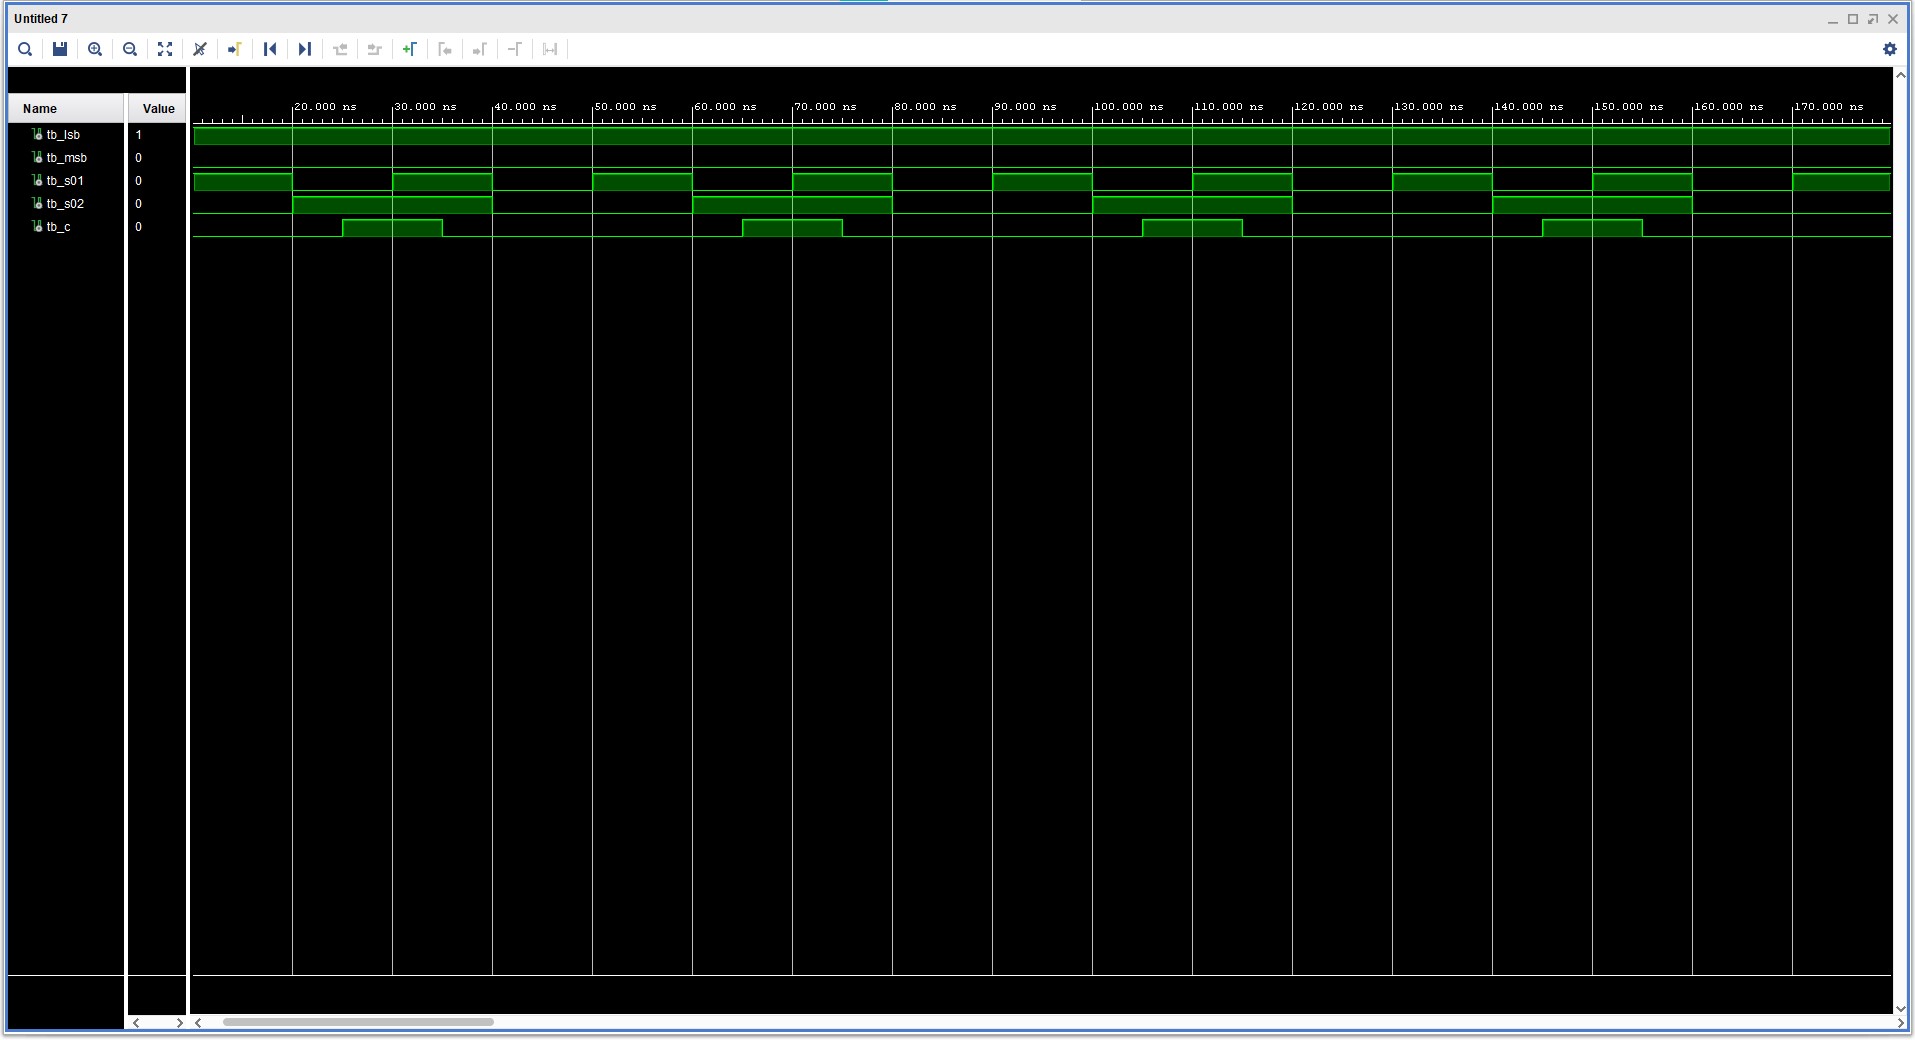 Untitled 7
Name Value
20.000 ns 30.000 ns 40.000 ns 50.000 ns 60.000 ns 70.000 ns 80.000 ns 90.000 ns 100.000 ns 110.000 ns 120.000 ns 130.000 ns 140.000 ns 150.000 ns 160.000 ns 170.000 ns
tb_lsb 1
tb_msb 0
tb_s01 0
tb_s02 0
tb_c 0